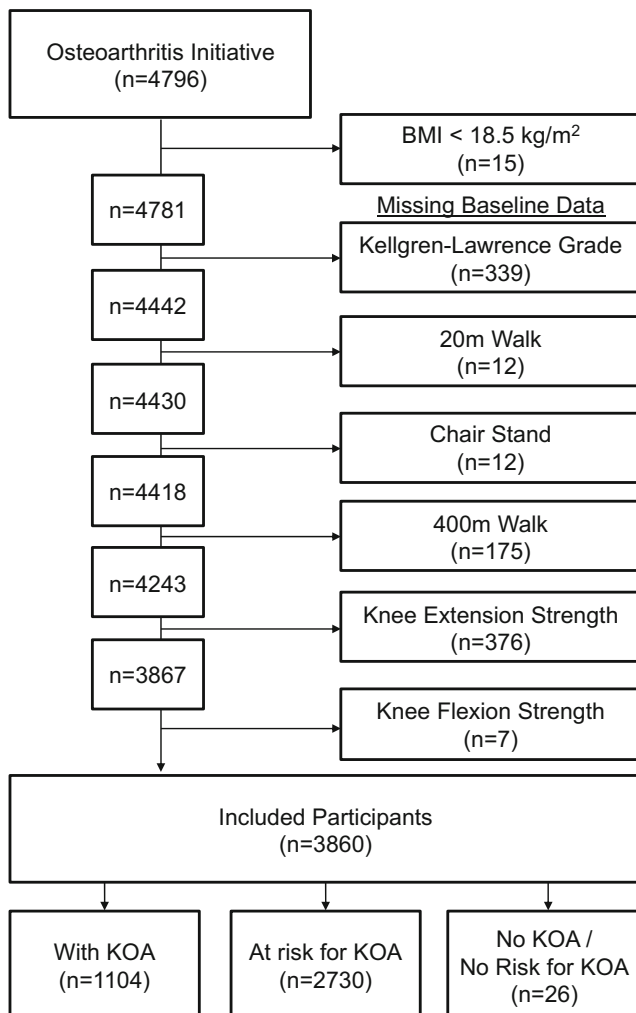 Osteoarthritis Initiative
(n=4796)
BMI < 18.5 kg/m²
(n=15)
n=4781
Missing Baseline Data
Kellgren-Lawrence Grade
(n=339)
n=4442
20m Walk
(n=12)
n=4430
Chair Stand
(n=12)
n=4418
400m Walk
(n=175)
n=4243
Knee Extension Strength
(n=376)
n=3867
Knee Flexion Strength
(n=7)
Included Participants
(n=3860)
With KOA
(n=1104)
At risk for KOA
(n=2730)
No KOA /
No Risk for KOA
(n=26)